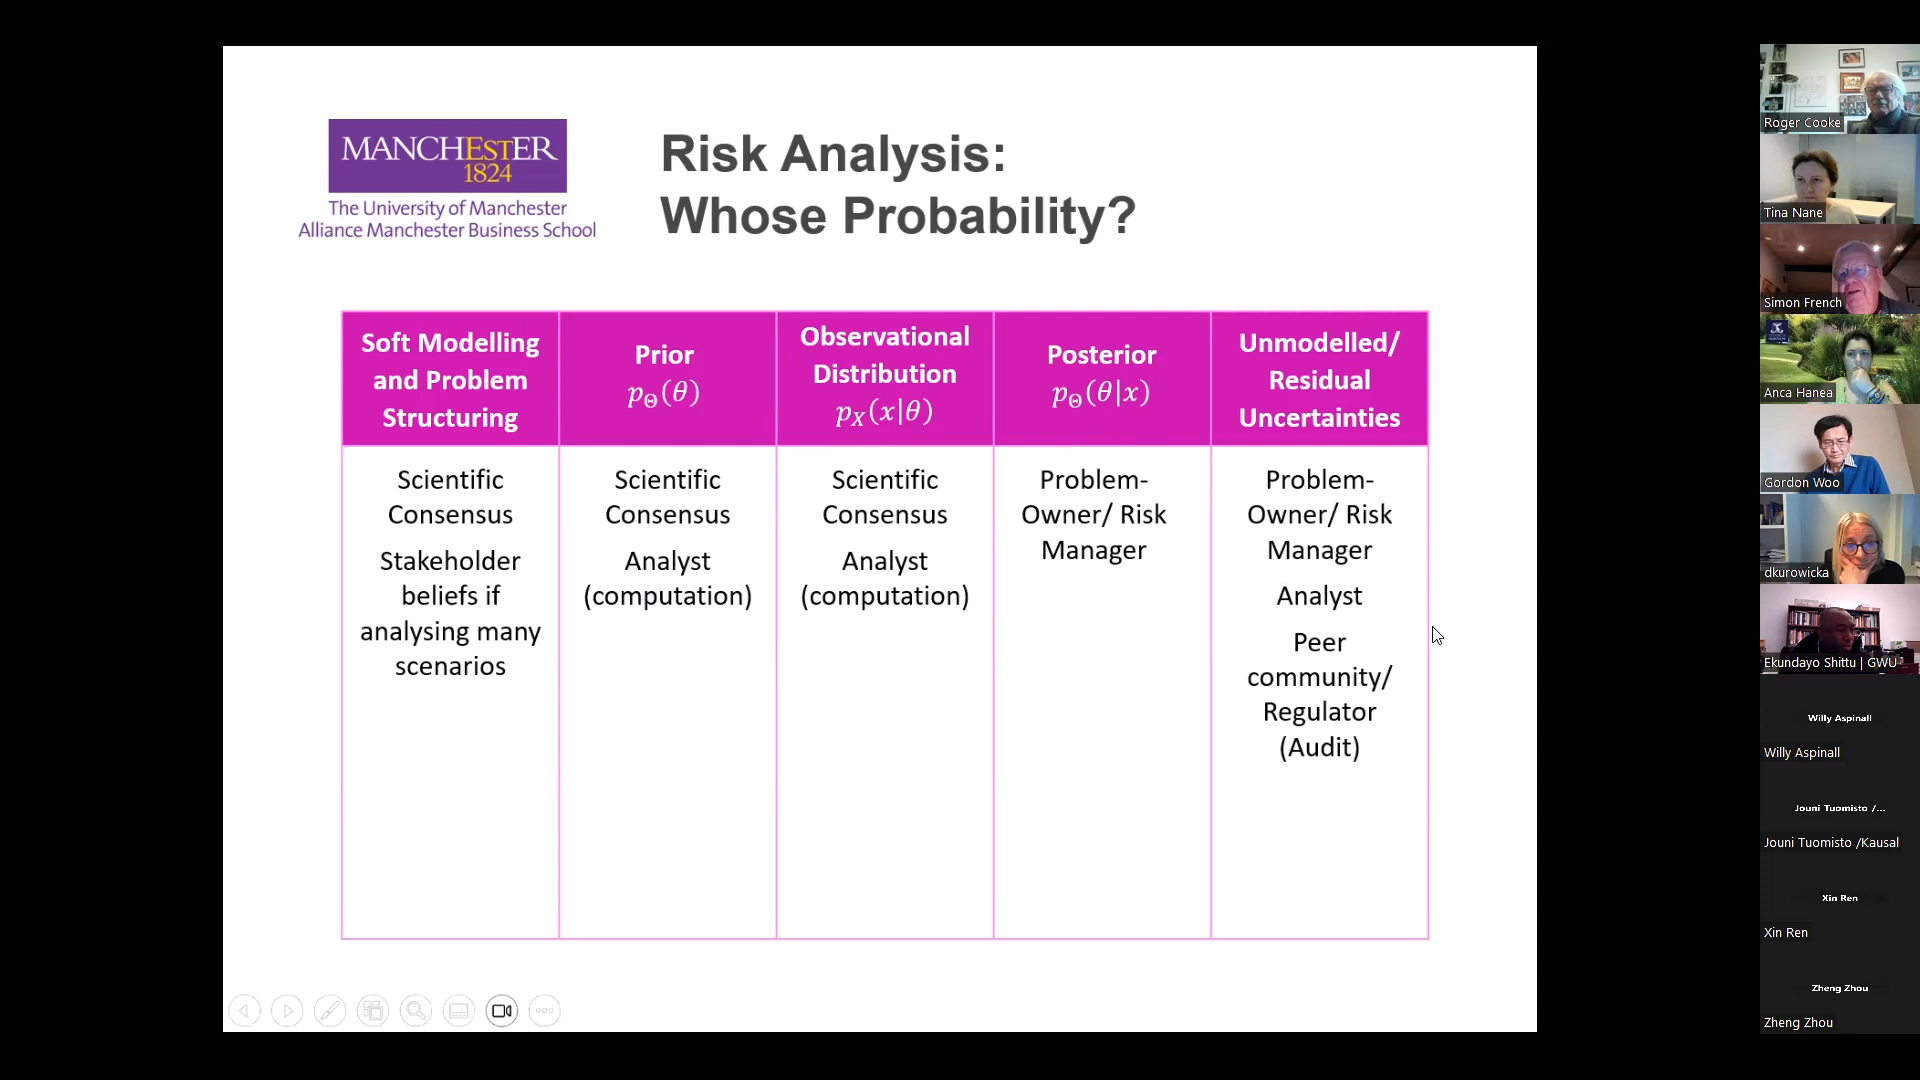 MANCHESTER
1824
The University of Manchester
Alliance Manchester Business School
Risk Analysis:
Whose Probability?
Soft Modelling
and Problem
Structuring
Prior
p_Θ(θ)
Observational
Distribution
p_X(x|θ)
Posterior
p_Θ(θ|x)
Unmodelled/
Residual
Uncertainties
Scientific
Consensus
Stakeholder
beliefs if
analysing many
scenarios
Scientific
Consensus
Analyst
(computation)
Scientific
Consensus
Analyst
(computation)
Problem-
Owner/ Risk
Manager
Problem-
Owner/ Risk
Manager
Analyst
Peer
community/
Regulator
(Audit)
Roger Cooke
Tina Nane
Simon French
Anca Hanea
Gordon Woo
dkurowicka
Ekundayo Shittu | GWU
Willy Aspinall
Willy Aspinall
Jouni Tuomisto /...
Jouni Tuomisto /Kausal
Xin Ren
Xin Ren
Zheng Zhou
Zheng Zhou